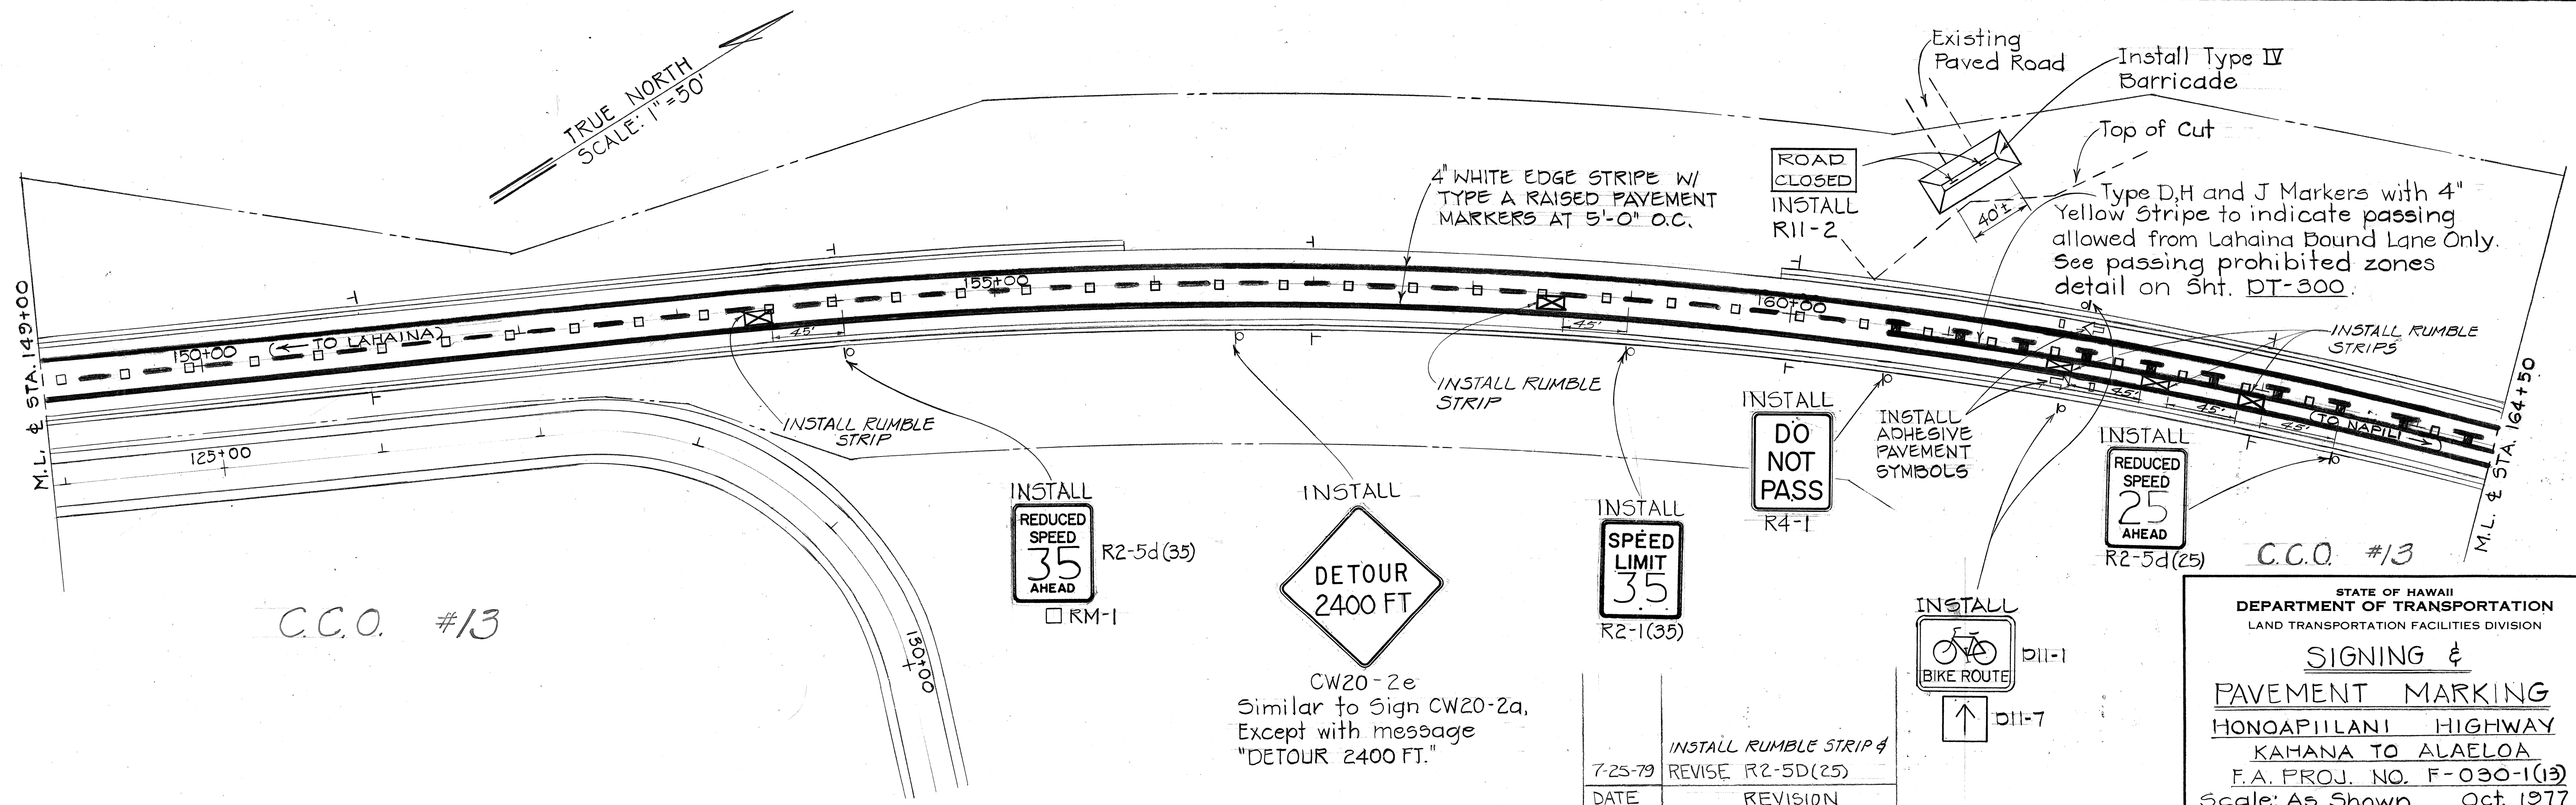 TRUE NORTH
SCALE: 1"=50'
Existing
Paved Road
Install Type IV
Barricade
Top of Cut
ROAD
CLOSED
INSTALL
R11-2
40'±
4" WHITE EDGE STRIPE W/
TYPE A RAISED PAVEMENT
MARKERS AT 5'-0" O.C.
Type D,H and J Markers with 4"
Yellow Stripe to indicate passing
allowed from Lahaina Bound Lane Only.
See passing prohibited zones
detail on Sht. DT-300.
M.L. ℄ STA. 149+00
150+00
(← TO LAHAINA)
155+00
160+00
45'
45'
45'
45'
45'
(TO NAPILI →)
M.L. ℄ STA. 164+50
INSTALL RUMBLE
STRIP
INSTALL RUMBLE
STRIP
INSTALL RUMBLE
STRIPS
INSTALL
ADHESIVE
PAVEMENT
SYMBOLS
125+00
130+00
INSTALL
REDUCED
SPEED
35
AHEAD
R2-5d(35)
RM-1
INSTALL
DETOUR
2400 FT
CW20-2e
Similar to Sign CW20-2a,
Except with message
"DETOUR 2400 FT."
INSTALL
SPEED
LIMIT
35
R2-1(35)
INSTALL
DO
NOT
PASS
R4-1
INSTALL
BIKE ROUTE
D11-1
↑
D11-7
INSTALL
REDUCED
SPEED
25
AHEAD
R2-5d(25)
C.C.O. #13
C.C.O. #13
INSTALL RUMBLE STRIP &
7-25-79 REVISE R2-5D(25)
DATE REVISION
STATE OF HAWAII
DEPARTMENT OF TRANSPORTATION
LAND TRANSPORTATION FACILITIES DIVISION
SIGNING &
PAVEMENT MARKING
HONOAPIILANI HIGHWAY
KAHANA TO ALAELOA
F.A. PROJ. NO. F-030-1(13)
Scale: As Shown Oct. 1977